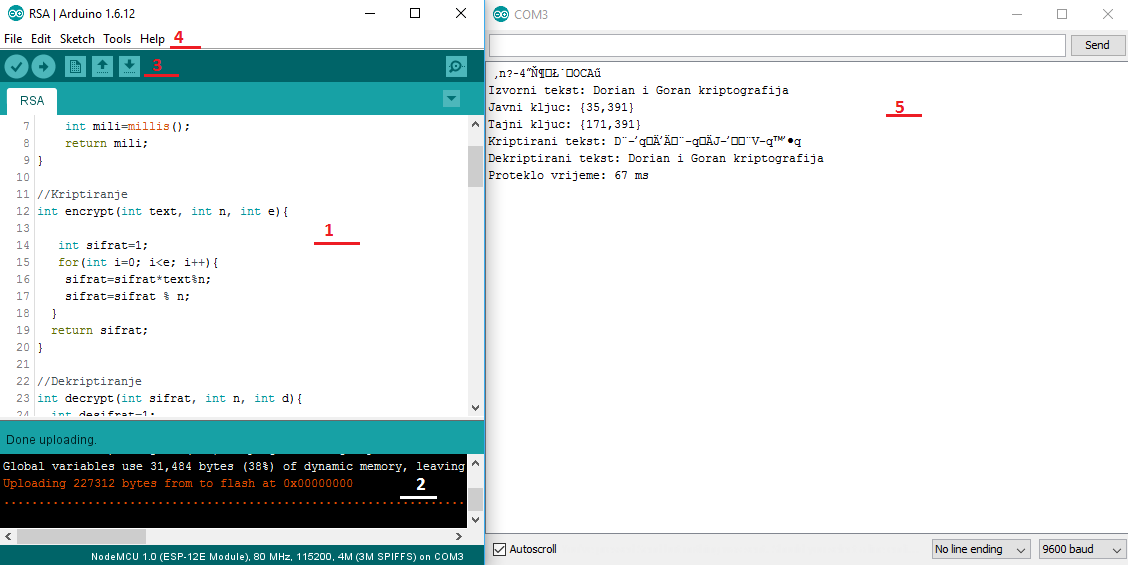 RSA | Arduino 1.6.12
File Edit Sketch Tools Help 4
3
RSA
7 int mili=millis();
8 return mili;
9 }
10
11 //Kriptiranje
12 int encrypt(int text, int n, int e){
13
1
14 int sifrat=1;
15 for(int i=0; i<e; i++){
16 sifrat=sifrat*text%n;
17 sifrat=sifrat % n;
18 }
19 return sifrat;
20 }
21
22 //Dekriptiranje
23 int decrypt(int sifrat, int n, int d){
24 int desifrat=1;
Done uploading.
Global variables use 31,484 bytes (38%) of dynamic memory, leaving
Uploading 227312 bytes from to flash at 0x00000000
2
NodeMCU 1.0 (ESP-12E Module), 80 MHz, 115200, 4M (3M SPIFFS) on COM3
COM3
Send
Izvorni tekst: Dorian i Goran kriptografija
5
Javni kljuc: {35,391}
Tajni kljuc: {171,391}
Kriptirani tekst:
Dekriptirani tekst: Dorian i Goran kriptografija
Proteklo vrijeme: 67 ms
Autoscroll
No line ending
9600 baud